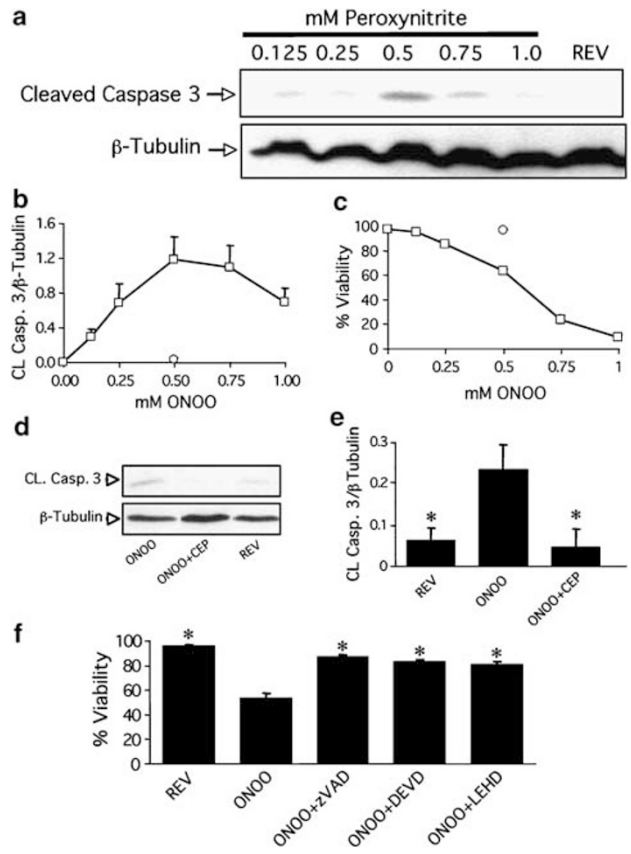 a
mM Peroxynitrite
0.125 0.25 0.5 0.75 1.0 REV
Cleaved Caspase 3
β-Tubulin
b
CL Casp. 3/β-Tubulin
1.6
1.2
0.8
0.4
0.0
0.00 0.25 0.50 0.75 1.00
mM ONOO
c
% Viability
100
80
60
40
20
0
0 0.25 0.5 0.75 1
mM ONOO
d
CL. Casp. 3
β-Tubulin
ONOO
ONOO+CEP
REV
e
CL Casp. 3/β Tubulin
0.3
0.2
0.1
0
* *
REV
ONOO
ONOO+CEP
f
% Viability
100
80
60
40
20
0
* * * *
REV
ONOO
ONOO+zVAD
ONOO+DEVD
ONOO+LEHD